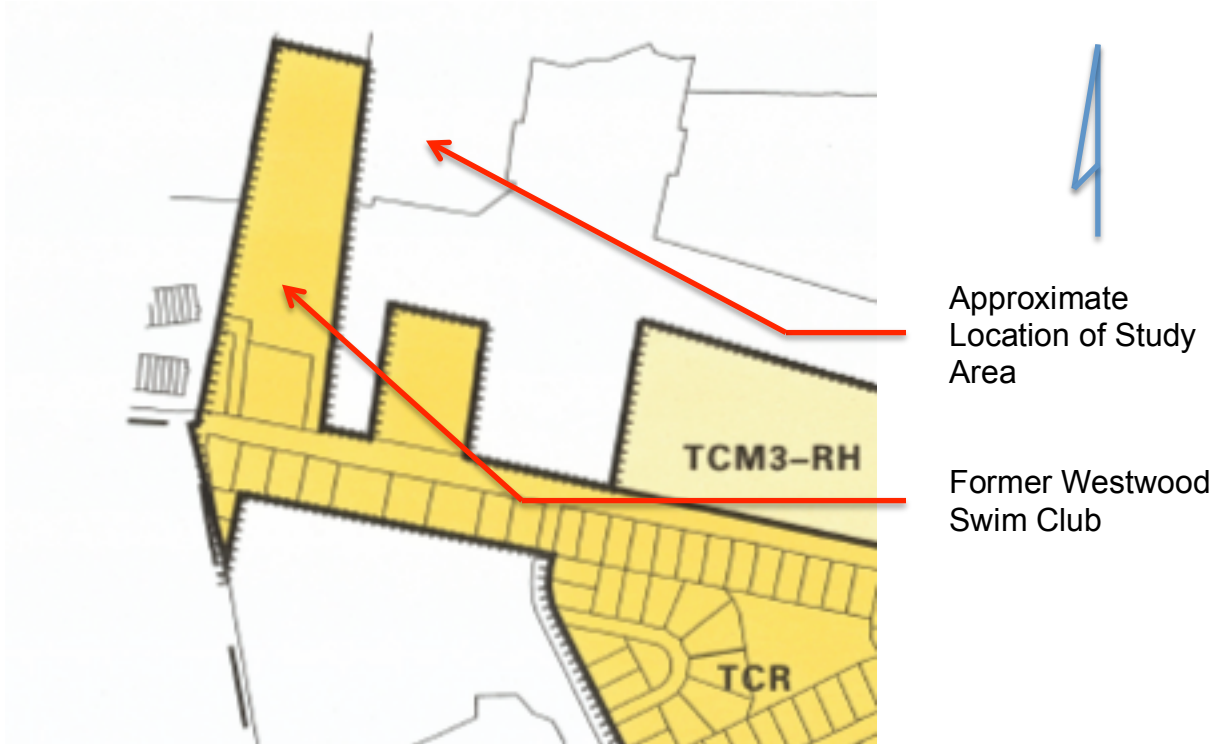 Approximate
Location of Study
Area
TCM3–RH
Former Westwood
Swim Club
TCR